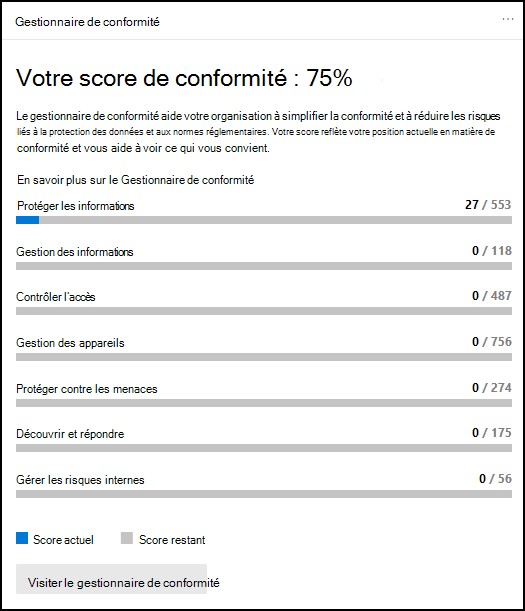 Gestionnaire de conformité
Votre score de conformité : 75%
Le gestionnaire de conformité aide votre organisation à simplifier la conformité et à réduire les risques
liés à la protection des données et aux normes réglementaires. Votre score reflète votre position actuelle en matière de
conformité et vous aide à voir ce qui vous convient.
En savoir plus sur le Gestionnaire de conformité
Protéger les informations 27 / 553
Gestion des informations 0 / 118
Contrôler l'accès 0 / 487
Gestion des appareils 0 / 756
Protéger contre les menaces 0 / 274
Découvrir et répondre 0 / 175
Gérer les risques internes 0 / 56
Score actuel Score restant
Visiter le gestionnaire de conformité